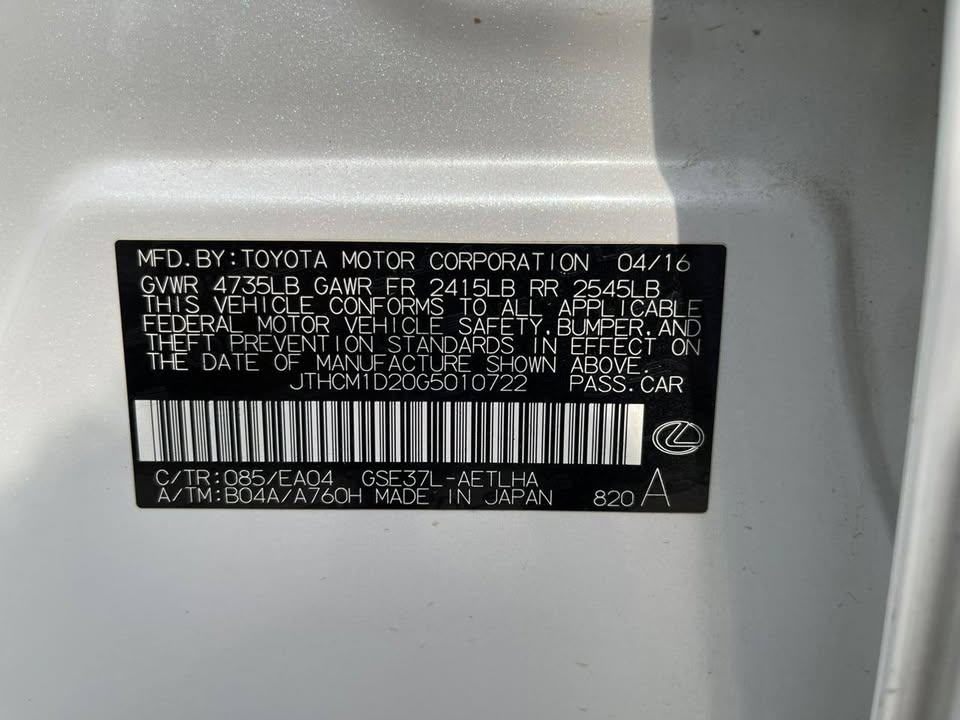 MFD.BY:TOYOTA MOTOR CORPORATION 04/16
GVWR 4735LB GAWR FR 2415LB RR 2545LB
THIS VEHICLE CONFORMS TO ALL APPLICABLE
FEDERAL MOTOR VEHICLE SAFETY,BUMPER,AND
THEFT PREVENTION STANDARDS IN EFFECT ON
THE DATE OF MANUFACTURE SHOWN ABOVE.
JTHCM1D20G5010722 PASS.CAR
C/TR:085/EA04 GSE37L-AETLHA
A/TM:B04A/A760H MADE IN JAPAN 820 A